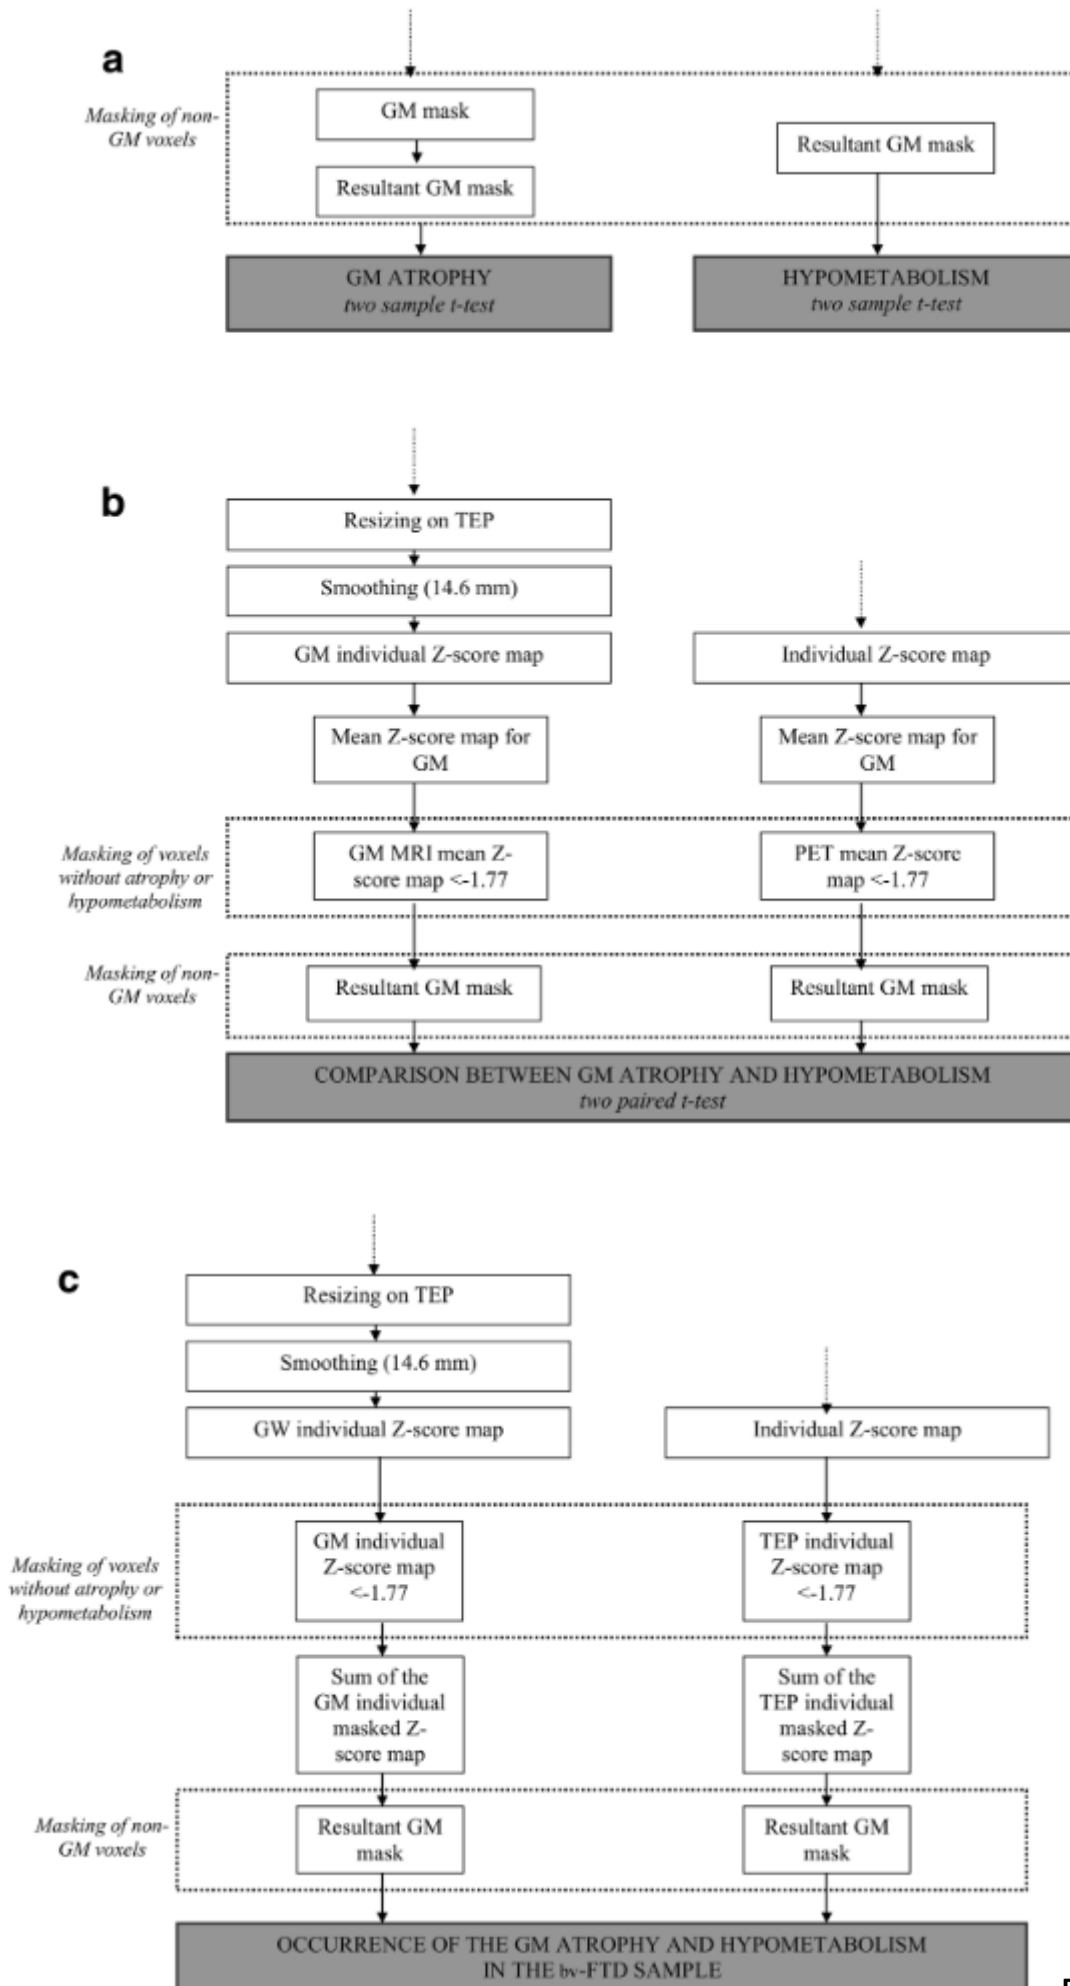 a
Masking of non-
GM voxels
GM mask
Resultant GM mask
Resultant GM mask
GM ATROPHY
two sample t-test
HYPOMETABOLISM
two sample t-test
b
Resizing on TEP
Smoothing (14.6 mm)
GM individual Z-score map
Individual Z-score map
Mean Z-score map for
GM
Mean Z-score map for
GM
Masking of voxels
without atrophy or
hypometabolism
GM MRI mean Z-
score map <-1.77
PET mean Z-score
map <-1.77
Masking of non-
GM voxels
Resultant GM mask
Resultant GM mask
COMPARISON BETWEEN GM ATROPHY AND HYPOMETABOLISM
two paired t-test
c
Resizing on TEP
Smoothing (14.6 mm)
GW individual Z-score map
Individual Z-score map
Masking of voxels
without atrophy or
hypometabolism
GM individual
Z-score map
<-1.77
TEP individual
Z-score map
<-1.77
Sum of the
GM individual
masked Z-
score map
Sum of the
TEP individual
masked Z-
score map
Masking of non-
GM voxels
Resultant GM
mask
Resultant GM
mask
OCCURRENCE OF THE GM ATROPHY AND HYPOMETABOLISM
IN THE bv-FTD SAMPLE